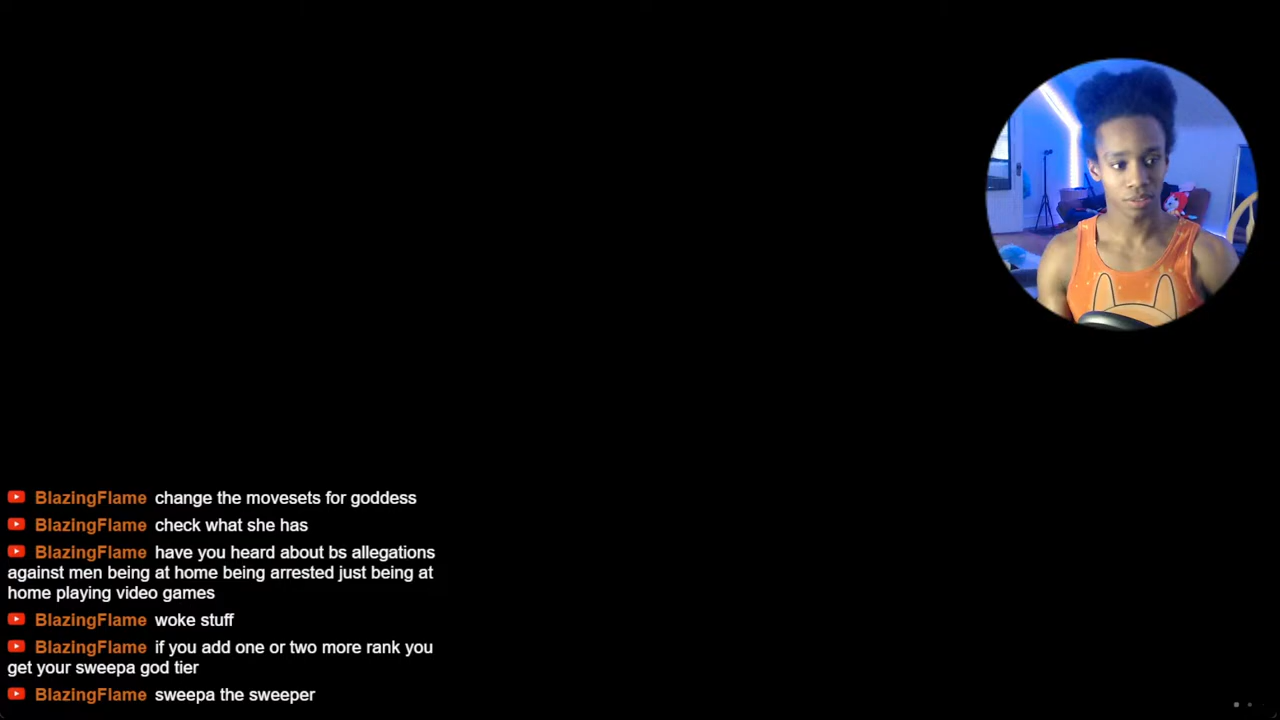 BlazingFlame change the movesets for goddess
BlazingFlame check what she has
BlazingFlame have you heard about bs allegations
against men being at home being arrested just being at
home playing video games
BlazingFlame woke stuff
BlazingFlame if you add one or two more rank you
get your sweepa god tier
BlazingFlame sweepa the sweeper